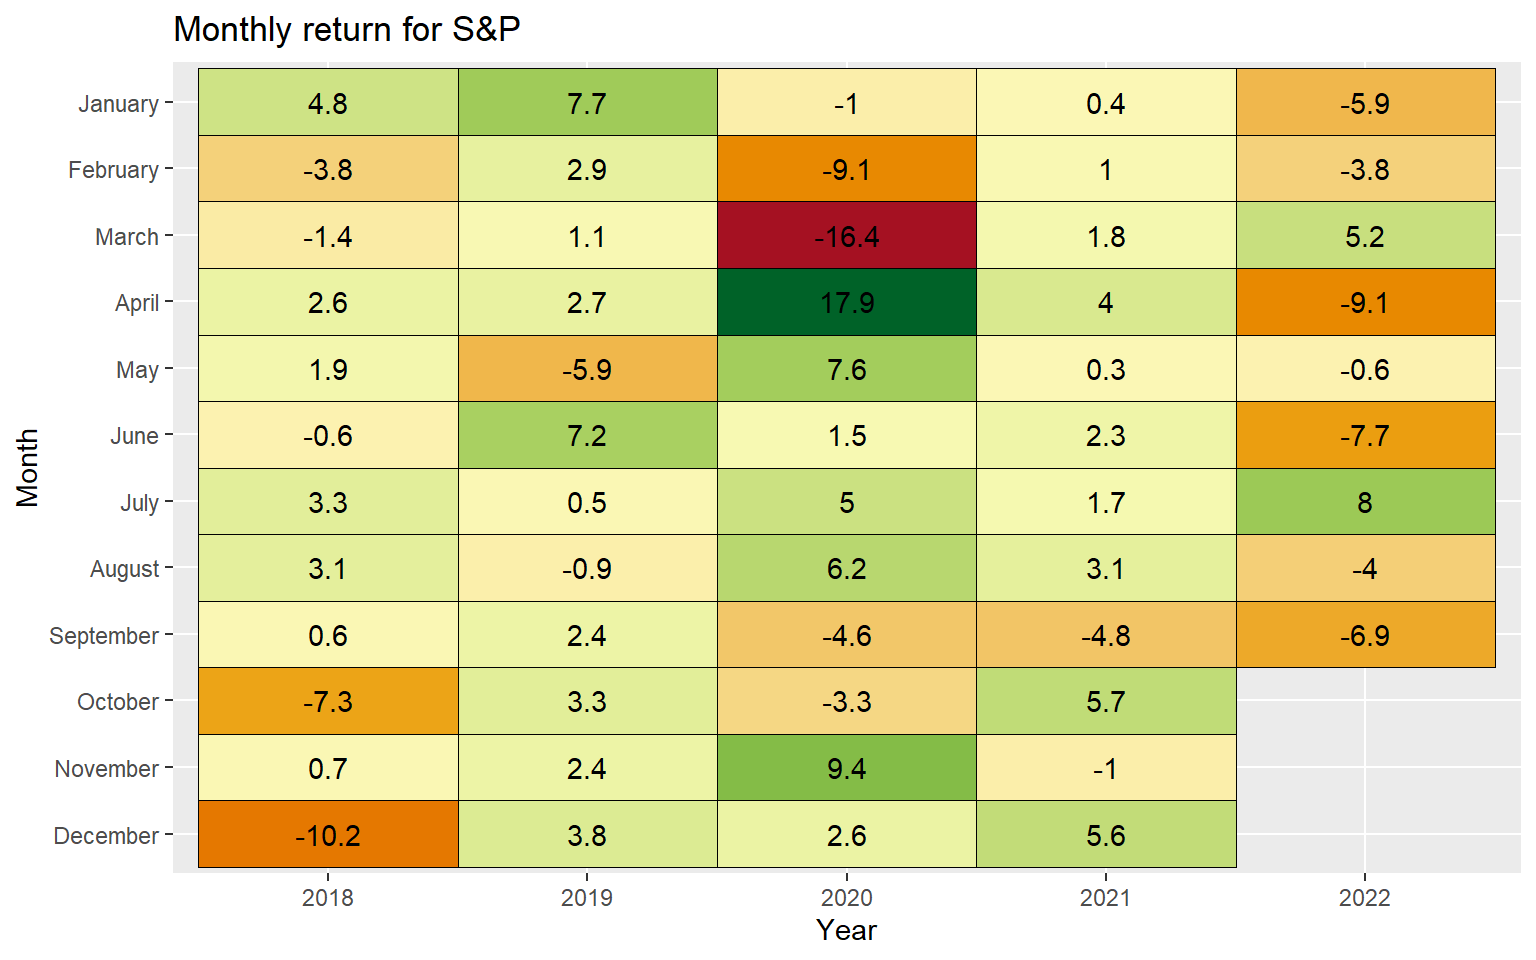 Monthly return for S&P
January 4.8 7.7 -1 0.4 -5.9
February -3.8 2.9 -9.1 1 -3.8
March -1.4 1.1 -16.4 1.8 5.2
April 2.6 2.7 17.9 4 -9.1
May 1.9 -5.9 7.6 0.3 -0.6
June -0.6 7.2 1.5 2.3 -7.7
July 3.3 0.5 5 1.7 8
August 3.1 -0.9 6.2 3.1 -4
September 0.6 2.4 -4.6 -4.8 -6.9
October -7.3 3.3 -3.3 5.7
November 0.7 2.4 9.4 -1
December -10.2 3.8 2.6 5.6
2018 2019 2020 2021 2022
Year
Month